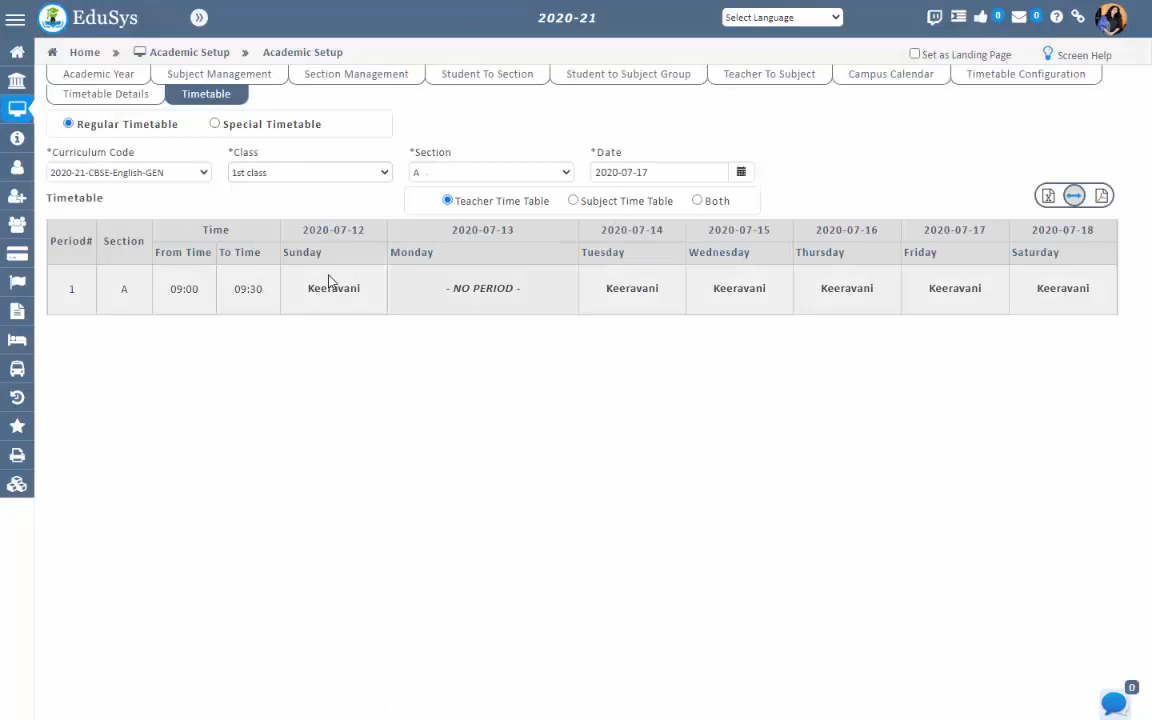 EduSys
2020-21
Select Language
0
0
Home » Academic Setup » Academic Setup
Set as Landing Page
Screen Help
Academic Year
Subject Management
Section Management
Student To Section
Student to Subject Group
Teacher To Subject
Campus Calendar
Timetable Configuration
Timetable Details
Timetable
Regular Timetable
Special Timetable
*Curriculum Code
*Class
*Section
*Date
2020-21-CBSE-English-GEN
1st class
A
2020-07-17
Timetable
Teacher Time Table
Subject Time Table
Both
Period# Section Time 2020-07-12 2020-07-13 2020-07-14 2020-07-15 2020-07-16 2020-07-17 2020-07-18
From Time To Time Sunday Monday Tuesday Wednesday Thursday Friday Saturday
1 A 09:00 09:30 Keeravani - NO PERIOD - Keeravani Keeravani Keeravani Keeravani Keeravani
0